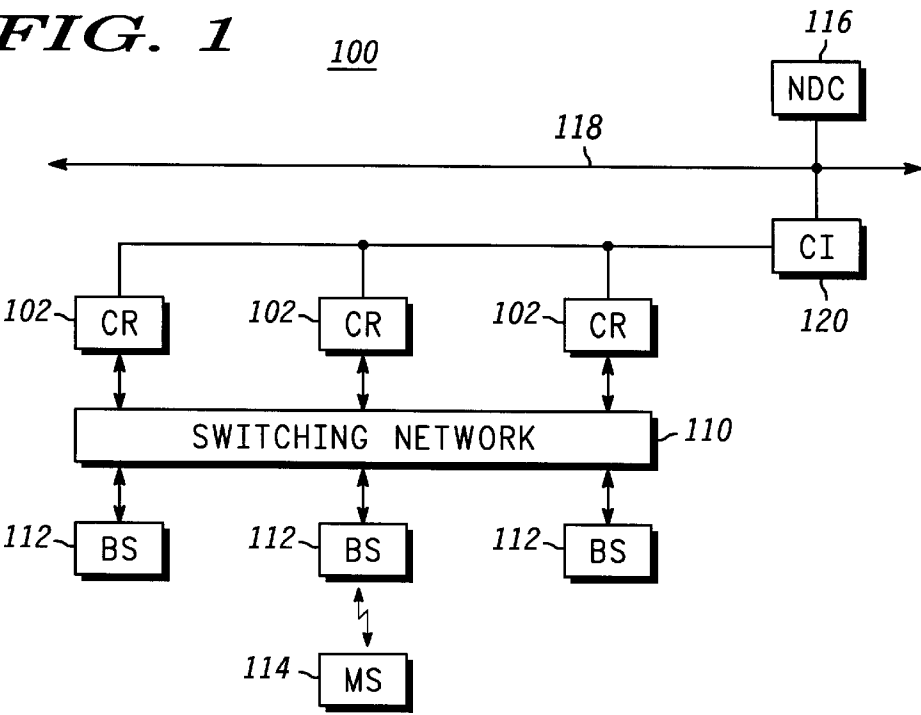 FIG. 1
100
116
NDC
118
CI
120
102 CR 102 CR 102 CR
SWITCHING NETWORK 110
112 BS 112 BS 112 BS
114 MS